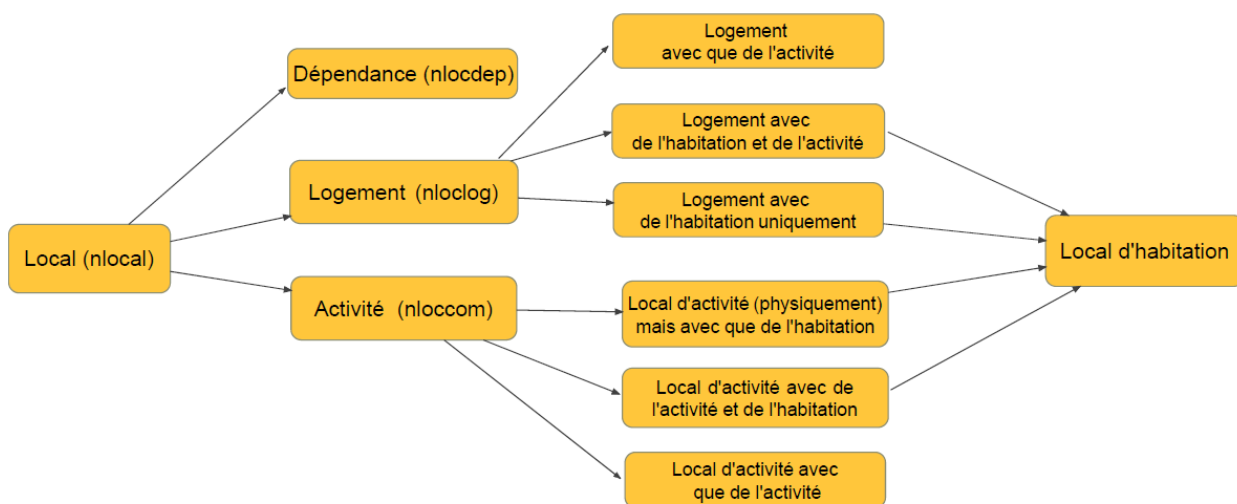 Local (nlocal)
Dépendance (nlocdep)
Logement (nloclog)
Activité (nloccom)
Logement
avec que de l'activité
Logement avec
de l'habitation et de l'activité
Logement avec
de l'habitation uniquement
Local d'activité (physiquement)
mais avec que de l'habitation
Local d'activité avec de
l'activité et de l'habitation
Local d'activité avec
que de l'activité
Local d'habitation